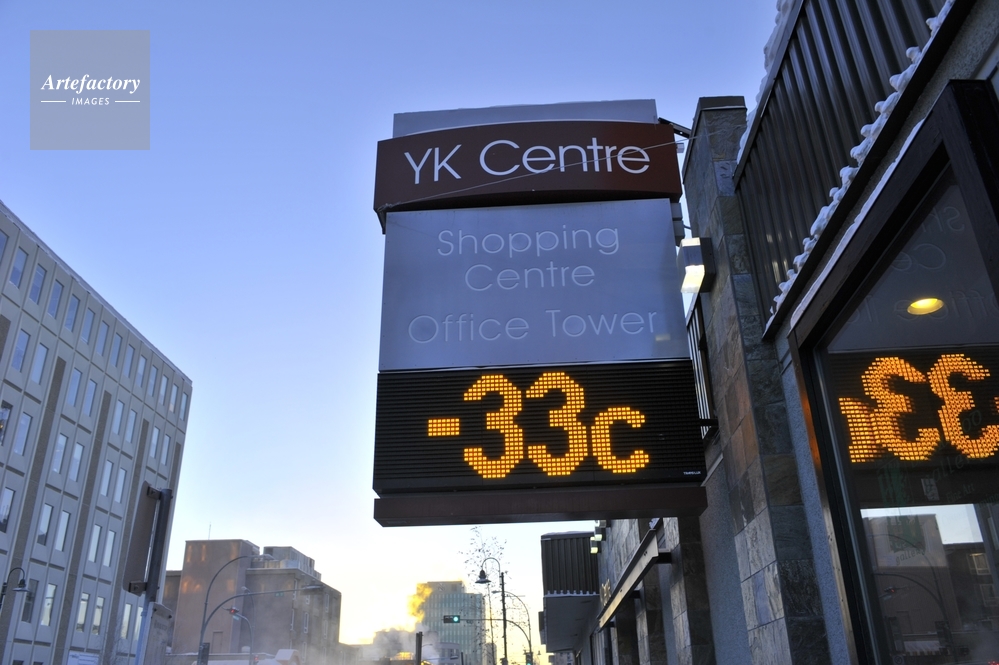 Artefactory
IMAGES
YK Centre
Shopping
Centre
Office Tower
-33c